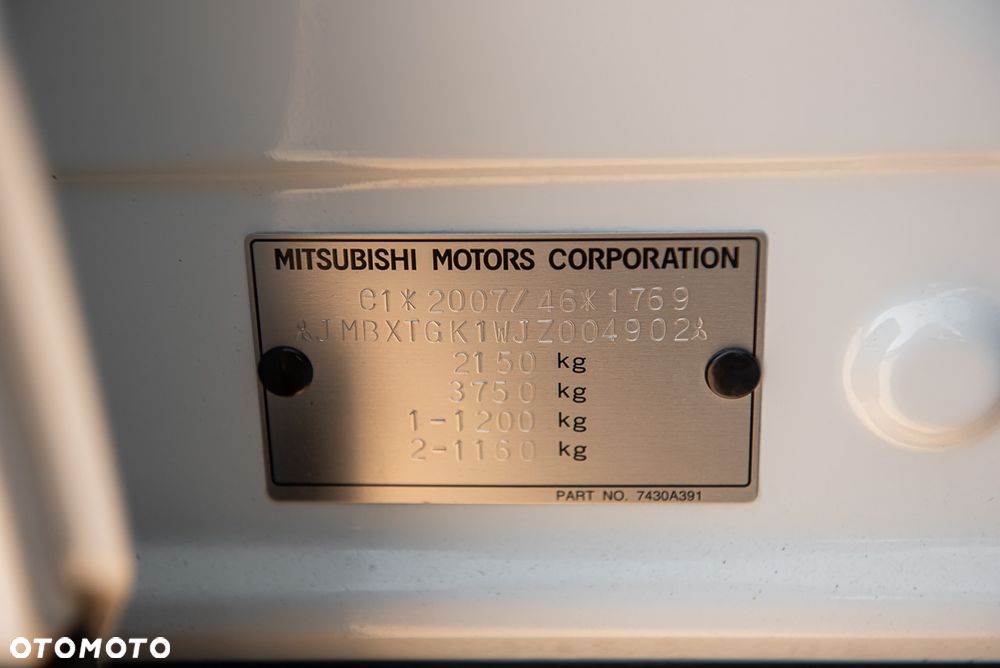 MITSUBISHI MOTORS CORPORATION
C1*2007/46*1769
JMBXTGK1WJZ004902
2150 kg
3750 kg
1-1200 kg
2-1160 kg
PART NO. 7430A391
OTOMOTO